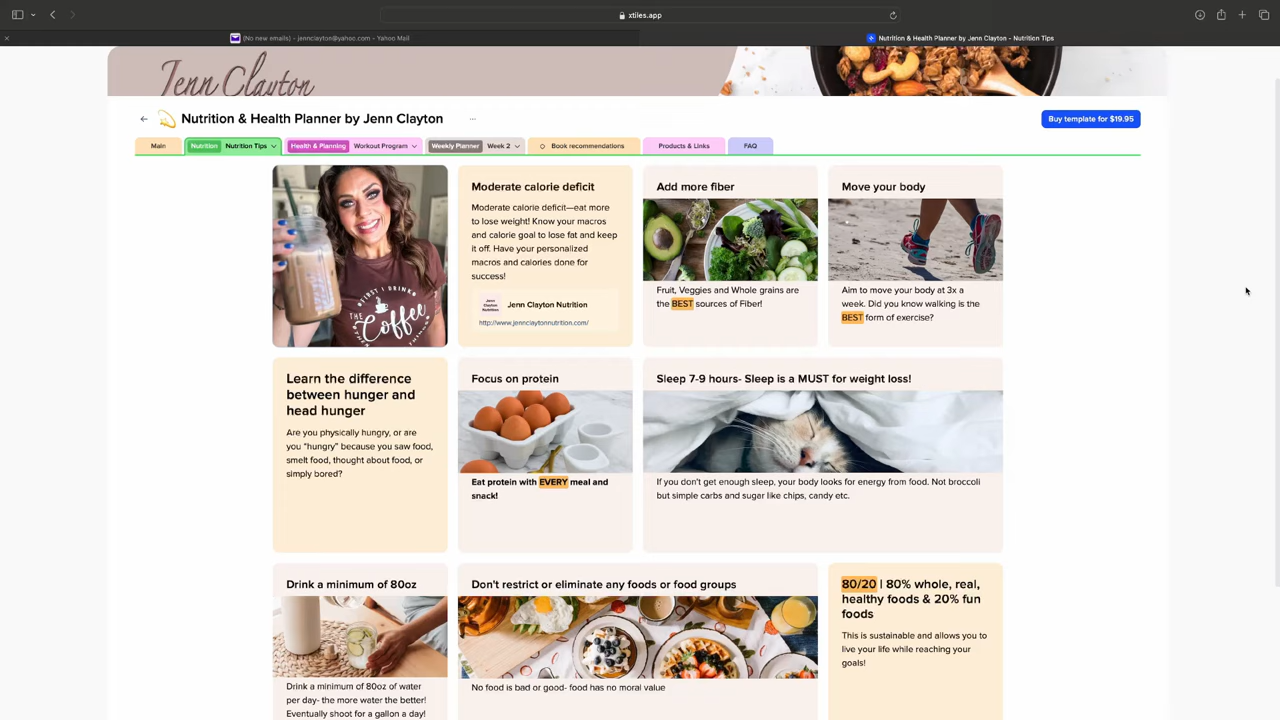 xtiles.app
(No new emails) - jennclayton@yahoo.com - Yahoo Mail
Nutrition & Health Planner by Jenn Clayton - Nutrition Tips
Jenn Clayton
Nutrition & Health Planner by Jenn Clayton
...
Buy template for $19.95
Main
Nutrition Nutrition Tips
Health & Planning Workout Program
Weekly Planner Week 2
Book recommendations
Products & Links
FAQ
FIRST I DRINK
THE
Coffee
Moderate calorie deficit
Moderate calorie deficit—eat more
to lose weight! Know your macros
and calorie goal to lose fat and keep
it off. Have your personalized
macros and calories done for
success!
Jenn
Clayton
Nutrition
Jenn Clayton Nutrition
http://www.jennclaytonnutrition.com/
Add more fiber
Fruit, Veggies and Whole grains are
the BEST sources of Fiber!
Move your body
Aim to move your body at 3x a
week. Did you know walking is the
BEST form of exercise?
Learn the difference
between hunger and
head hunger
Are you physically hungry, or are
you “hungry” because you saw food,
smelt food, thought about food, or
simply bored?
Focus on protein
Eat protein with EVERY meal and
snack!
Sleep 7-9 hours- Sleep is a MUST for weight loss!
If you don't get enough sleep, your body looks for energy from food. Not broccoli
but simple carbs and sugar like chips, candy etc.
Drink a minimum of 80oz
Drink a minimum of 80oz of water
per day- the more water the better!
Eventually shoot for a gallon a day!
Don't restrict or eliminate any foods or food groups
No food is bad or good- food has no moral value
80/20 | 80% whole, real,
healthy foods & 20% fun
foods
This is sustainable and allows you to
live your life while reaching your
goals!